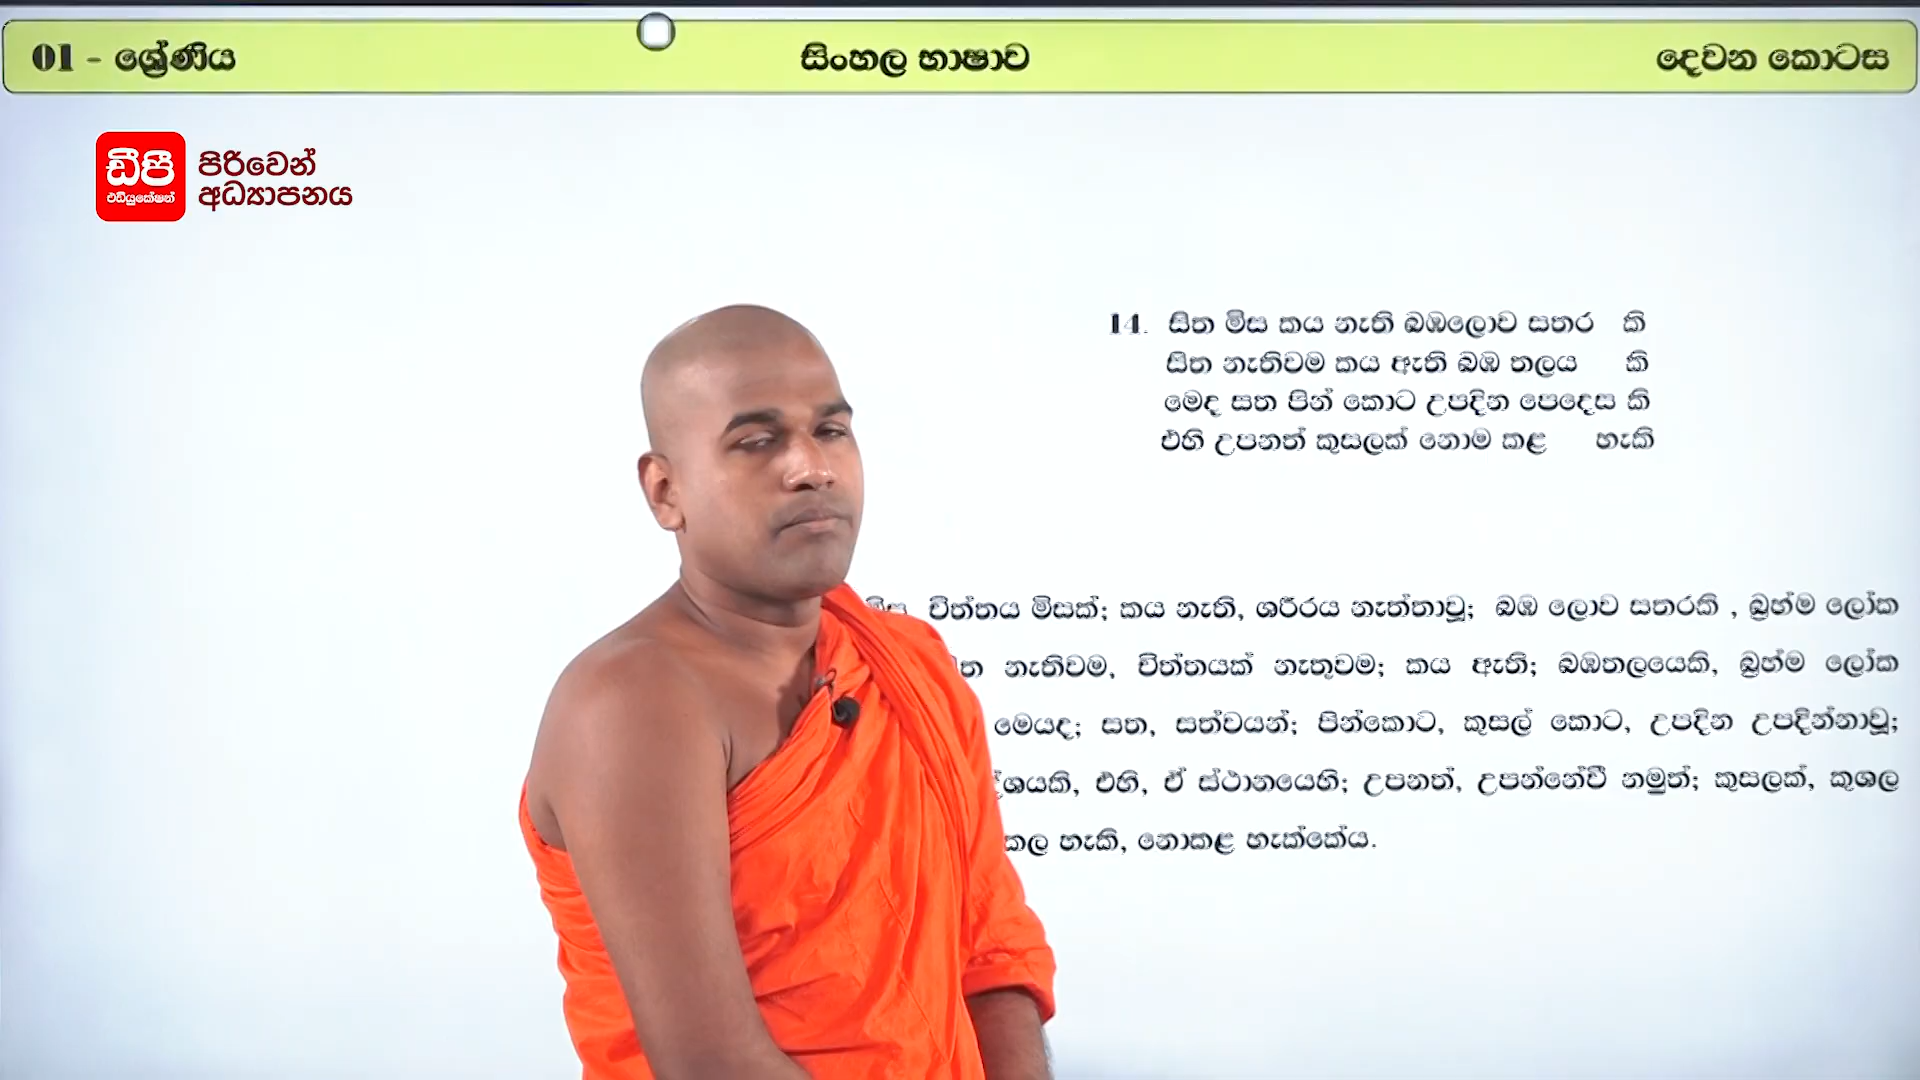 01 - ශ්‍රේණිය සිංහල භාෂාව දෙවන කොටස
ඩීපී
එඩියුකේෂන්
පිරිවෙන්
අධ්‍යාපනය
14. සිත මිස කය නැති බඹලොව සතර කි
සිත නැතිවම කය ඇති බඹ තලය කි
මෙද සත පින් කොට උපදින පෙදෙස කි
එහි උපනත් කුසලක් නොම කළ හැකි
චිත්තය මිසක්; කය නැති, ශරීරය නැත්තාවූ; බඹ ලොව සතරකි , බ්‍රහ්ම ලෝක
නැතිවම, චිත්තයක් නැතුවම; කය ඇති; බඹතලයෙකි, බ්‍රහ්ම ලෝක
මෙයද; සත, සත්වයන්; පින්කොට, කුසල් කොට, උපදින උපදින්නාවූ;
එහි, ඒ ස්ථානයෙහි; උපනත්, උපන්නේවී නමුත්; කුසලක්, කුශල
කල හැකි, නොකළ හැක්කේය.